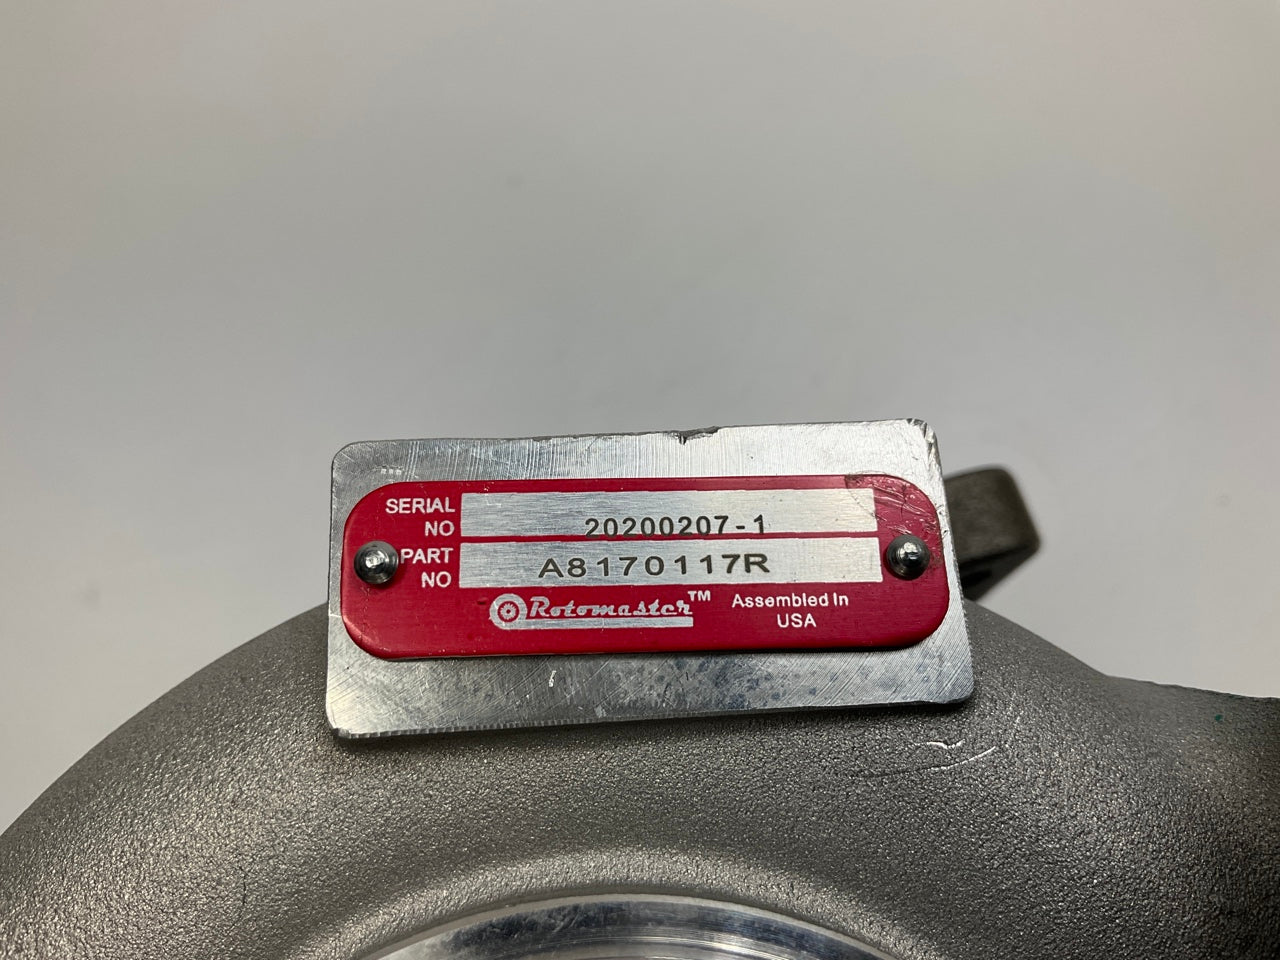 SERIAL
NO 20200207-1
PART
NO A8170117R
Rotomaster™ Assembled In
USA